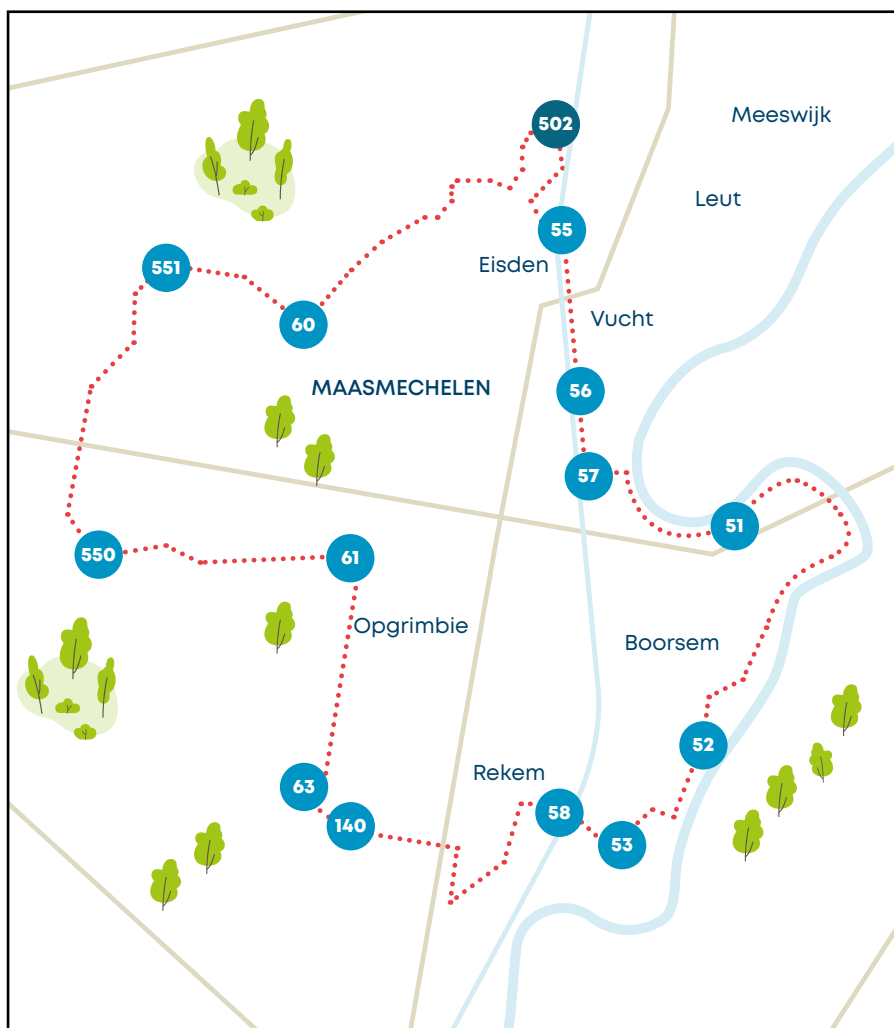 502
Meeswijk
Leut
55
Eisden
551
Vucht
60
MAASMECHELEN
56
57
51
550
61
Opgrimbie
Boorsem
52
Rekem
63
58
140
53